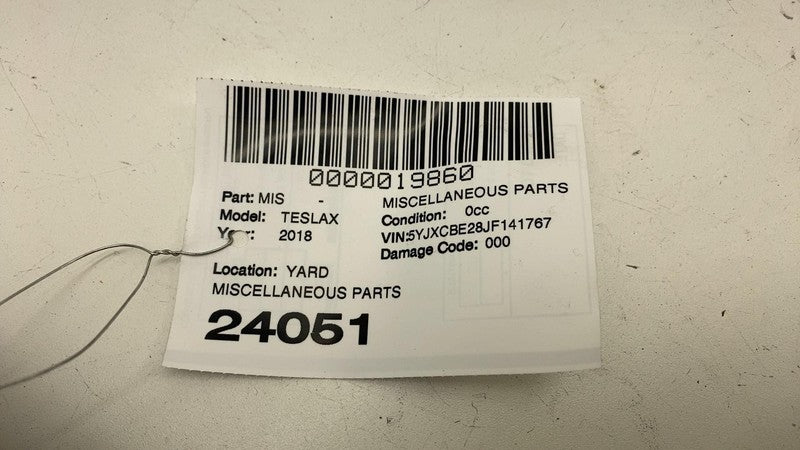 0000019860
Part: MIS - MISCELLANEOUS PARTS
Model: TESLAX Condition: 0cc
Year: 2018 VIN:5YJXCBE28JF141767
Damage Code: 000
Location: YARD
MISCELLANEOUS PARTS
24051